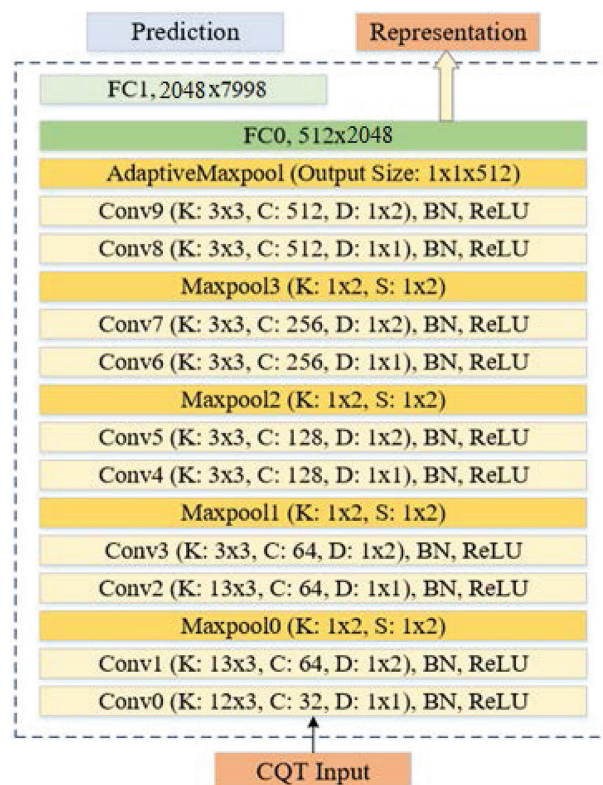 Prediction
Representation
FC1, 2048x7998
FC0, 512x2048
AdaptiveMaxpool (Output Size: 1x1x512)
Conv9 (K: 3x3, C: 512, D: 1x2), BN, ReLU
Conv8 (K: 3x3, C: 512, D: 1x1), BN, ReLU
Maxpool3 (K: 1x2, S: 1x2)
Conv7 (K: 3x3, C: 256, D: 1x2), BN, ReLU
Conv6 (K: 3x3, C: 256, D: 1x1), BN, ReLU
Maxpool2 (K: 1x2, S: 1x2)
Conv5 (K: 3x3, C: 128, D: 1x2), BN, ReLU
Conv4 (K: 3x3, C: 128, D: 1x1), BN, ReLU
Maxpool1 (K: 1x2, S: 1x2)
Conv3 (K: 3x3, C: 64, D: 1x2), BN, ReLU
Conv2 (K: 13x3, C: 64, D: 1x1), BN, ReLU
Maxpool0 (K: 1x2, S: 1x2)
Conv1 (K: 13x3, C: 64, D: 1x2), BN, ReLU
Conv0 (K: 12x3, C: 32, D: 1x1), BN, ReLU
CQT Input